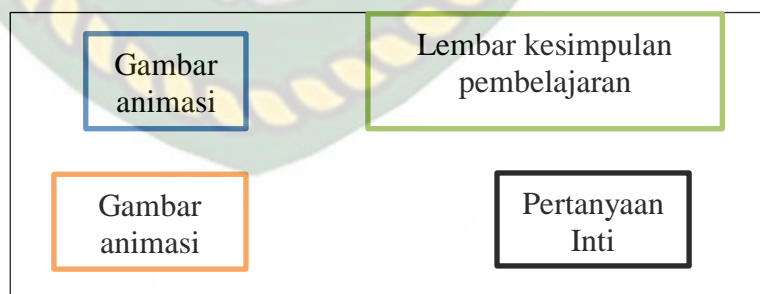 Gambar
animasi
Lembar kesimpulan
pembelajaran
Gambar
animasi
Pertanyaan
Inti